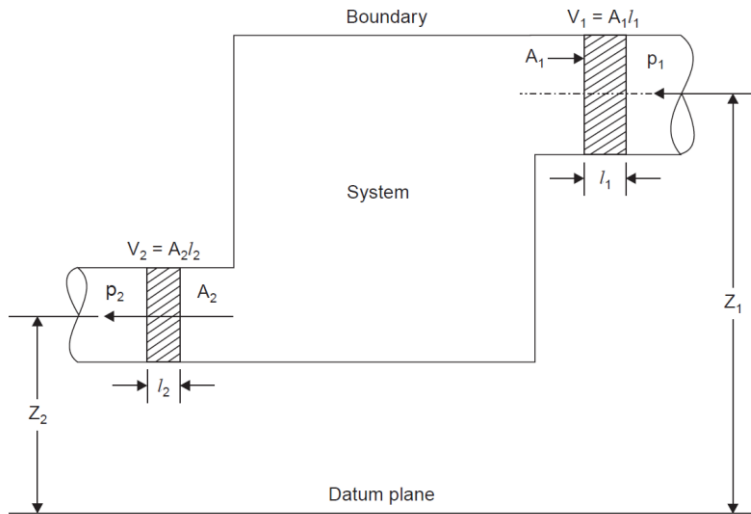 Boundary
V₁ = A₁l₁
A₁
p₁
System
l₁
V₂ = A₂l₂
p₂
A₂
Z₁
l₂
Z₂
Datum plane